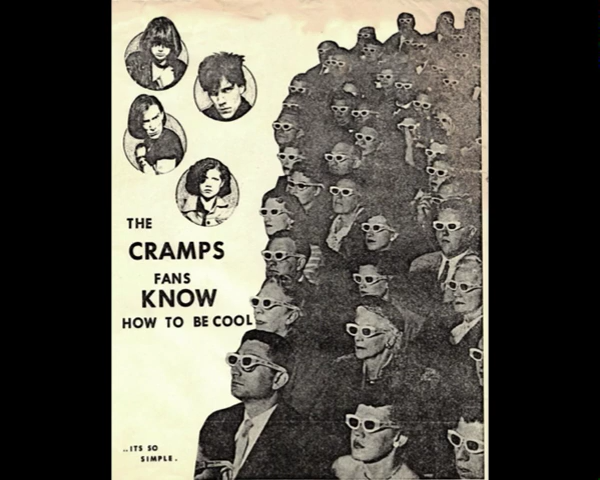 THE
CRAMPS
FANS
KNOW
HOW TO BE COOL
..ITS SO
SIMPLE.